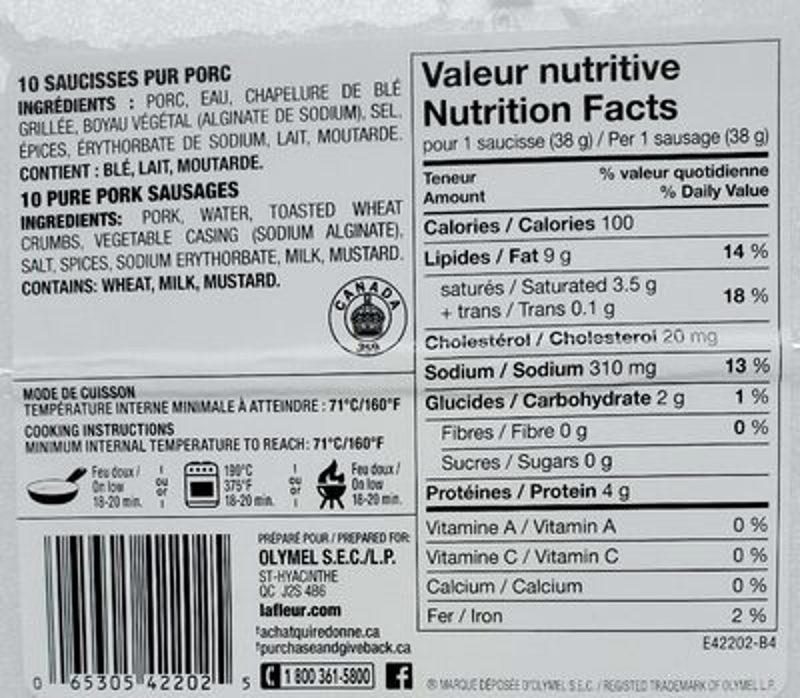 10 SAUCISSES PUR PORC
INGRÉDIENTS : PORC, EAU, CHAPELURE DE BLÉ
GRILLÉE, BOYAU VÉGÉTAL (ALGINATE DE SODIUM), SEL,
ÉPICES, ÉRYTHORBATE DE SODIUM, LAIT, MOUTARDE.
CONTIENT : BLÉ, LAIT, MOUTARDE.
10 PURE PORK SAUSAGES
INGREDIENTS: PORK, WATER, TOASTED WHEAT
CRUMBS, VEGETABLE CASING (SODIUM ALGINATE),
SALT, SPICES, SODIUM ERYTHORBATE, MILK, MUSTARD.
CONTAINS: WHEAT, MILK, MUSTARD.
CANADA
MODE DE CUISSON
TEMPÉRATURE INTERNE MINIMALE À ATTEINDRE : 71°C/160°F
COOKING INSTRUCTIONS
MINIMUM INTERNAL TEMPERATURE TO REACH: 71°C/160°F
Feu doux /
On low
18-20 min.
ou
or
190°C
375°F
18-20 min.
ou
or
Feu doux /
On low
18-20 min.
0 65305 42202 5
PRÉPARÉ POUR / PREPARED FOR:
OLYMEL S.E.C./L.P.
ST-HYACINTHE
QC J2S 4B6
lafleur.com
achatquiredonne.ca
purchaseandgiveback.ca
1 800 361-5800
Valeur nutritive
Nutrition Facts
pour 1 saucisse (38 g) / Per 1 sausage (38 g)
Teneur % valeur quotidienne
Amount % Daily Value
Calories / Calories 100
Lipides / Fat 9 g 14 %
saturés / Saturated 3.5 g
+ trans / Trans 0.1 g 18 %
Cholestérol / Cholesterol 20 mg
Sodium / Sodium 310 mg 13 %
Glucides / Carbohydrate 2 g 1 %
Fibres / Fibre 0 g 0 %
Sucres / Sugars 0 g
Protéines / Protein 4 g
Vitamine A / Vitamin A 0 %
Vitamine C / Vitamin C 0 %
Calcium / Calcium 0 %
Fer / Iron 2 %
E42202-B4
® MARQUE DÉPOSÉE D'OLYMEL S.E.C. / REGISTED TRADEMARK OF OLYMEL L.P.